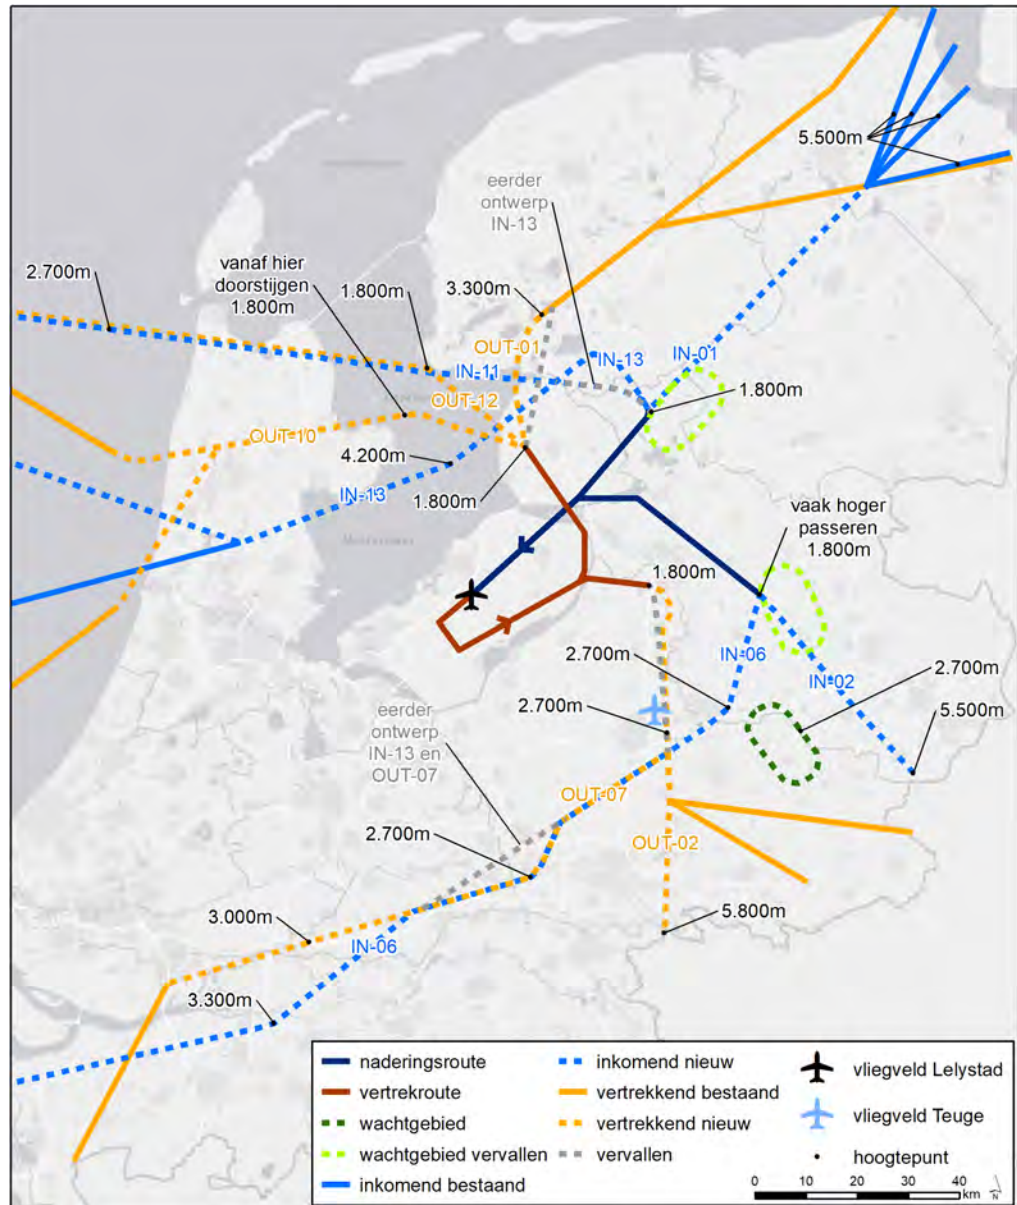 5.500m
eerder
ontwerp
IN-13
2.700m
vanaf hier
doorstijgen
1.800m
1.800m
3.300m
OUT-01
IN-13
IN-01
IN-11
OUT-12
1.800m
OUT-10
4.200m
IN-13
1.800m
vaak hoger
passeren
1.800m
1.800m
2.700m
IN-06
IN-02
2.700m
2.700m
5.500m
eerder
ontwerp
IN-13 en
OUT-07
OUT-07
2.700m
OUT-02
3.000m
5.800m
IN-06
3.300m
naderingsroute
vertrekroute
wachtgebied
wachtgebied vervallen
inkomend bestaand
inkomend nieuw
vertrekkend bestaand
vertrekkend nieuw
vervallen
vliegveld Lelystad
vliegveld Teuge
hoogtepunt
0 10 20 30 40
km
N